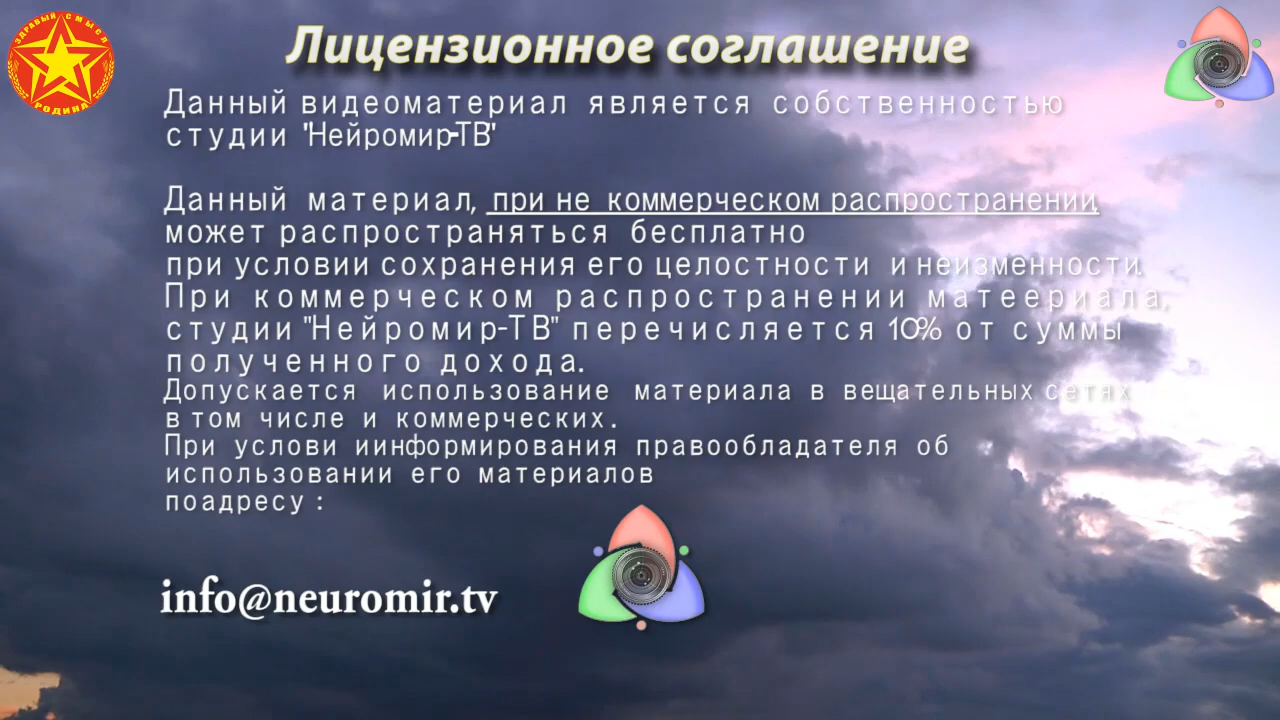 ЗДРАВЫЙ СМЫСЛ
РОДИНА
Лицензионное соглашение
Данный видеоматериал является собственностью
студии "Нейромир-ТВ"
Данный материал, при не коммерческом распространении,
может распространяться бесплатно
при условии сохранения его целостности и неизменности.
При коммерческом распространении матеериала,
студии "Нейромир-ТВ" перечисляется 10% от суммы
полученного дохода.
Допускается использование материала в вещательных сетях
в том числе и коммерческих.
При услови иинформирования правообладателя об
использовании его материалов
поадресу :
info@neuromir.tv